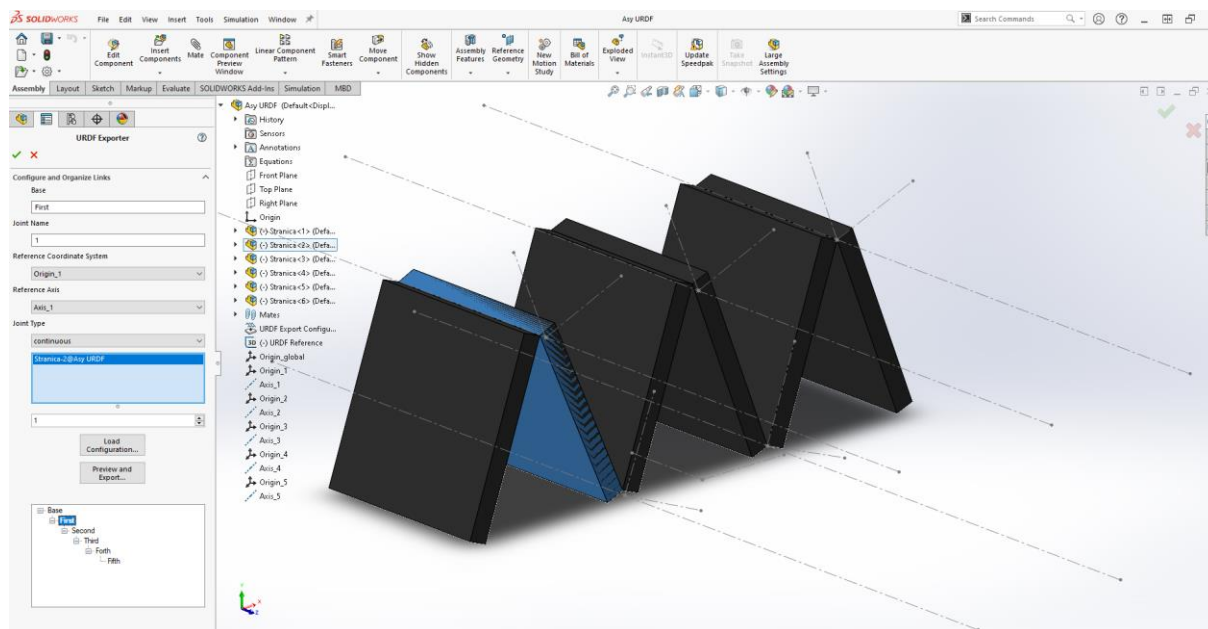 SOLIDWORKS File Edit View Insert Tools Simulation Window
Asy URDF
Search Commands
Edit Component
Insert Components
Mate
Component Preview Window
Linear Component Pattern
Smart Fasteners
Move Component
Show Hidden Components
Assembly Features
Reference Geometry
New Motion Study
Bill of Materials
Exploded View
Instant3D
Update Speedpak
Take Snapshot
Large Assembly Settings
Assembly Layout Sketch Markup Evaluate SOLIDWORKS Add-Ins Simulation MBD
URDF Exporter
Configure and Organize Links
Base
First
Joint Name
1
Reference Coordinate System
Origin_1
Reference Axis
Axis_1
Joint Type
continuous
Stranica-2@Asy URDF
1
Load Configuration...
Preview and Export...
Base
First
Second
Third
Forth
Fifth
Asy URDF (Default<Displ...
History
Sensors
Annotations
Equations
Front Plane
Top Plane
Right Plane
Origin
(-) Stranica<1> (Defa...
(-) Stranica<2> (Defa...
(-) Stranica<3> (Defa...
(-) Stranica<4> (Defa...
(-) Stranica<5> (Defa...
(-) Stranica<6> (Defa...
Mates
URDF Export Configu...
3D (-) URDF Reference
Origin_global
Origin_1
Axis_1
Origin_2
Axis_2
Origin_3
Axis_3
Origin_4
Axis_4
Origin_5
Axis_5